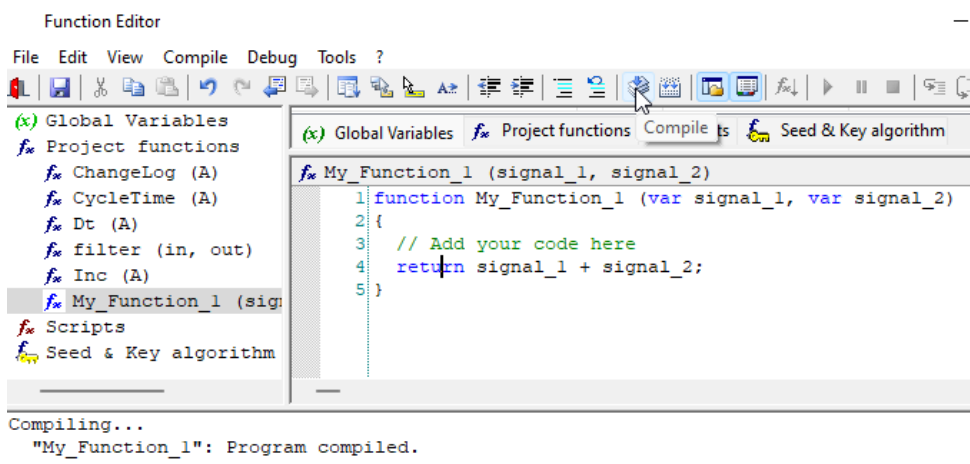 Function Editor
File Edit View Compile Debug Tools ?
(x) Global Variables
Project functions
ChangeLog (A)
CycleTime (A)
Dt (A)
filter (in, out)
Inc (A)
My_Function_1 (sig
Scripts
Seed & Key algorithm
(x) Global Variables Project functions Compile ts Seed & Key algorithm
My_Function_1 (signal_1, signal_2)
1 function My_Function_1 (var signal_1, var signal_2)
2 {
3 // Add your code here
4 return signal_1 + signal_2;
5 }
Compiling...
"My_Function_1": Program compiled.